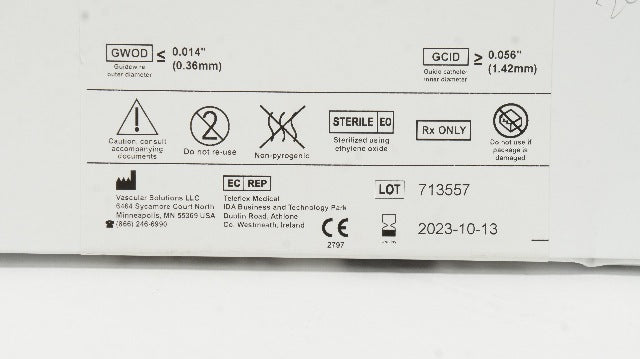 GWOD ≤ 0.014"
(0.36mm)
Guidewire
outer diameter
GCID ≥ 0.056"
(1.42mm)
Guide catheter
inner diameter
Caution, consult
accompanying
documents
2
Do not re-use
Non-pyrogenic
STERILE EO
Sterilized using
ethylene oxide
Rx ONLY
Do not use if
package is
damaged
Vascular Solutions LLC
6464 Sycamore Court North
Minneapolis, MN 55369 USA
(866) 246-6990
EC REP
Teleflex Medical
IDA Business and Technology Park
Dublin Road, Athlone
Co. Westmeath, Ireland
CE
2797
LOT 713557
2023-10-13